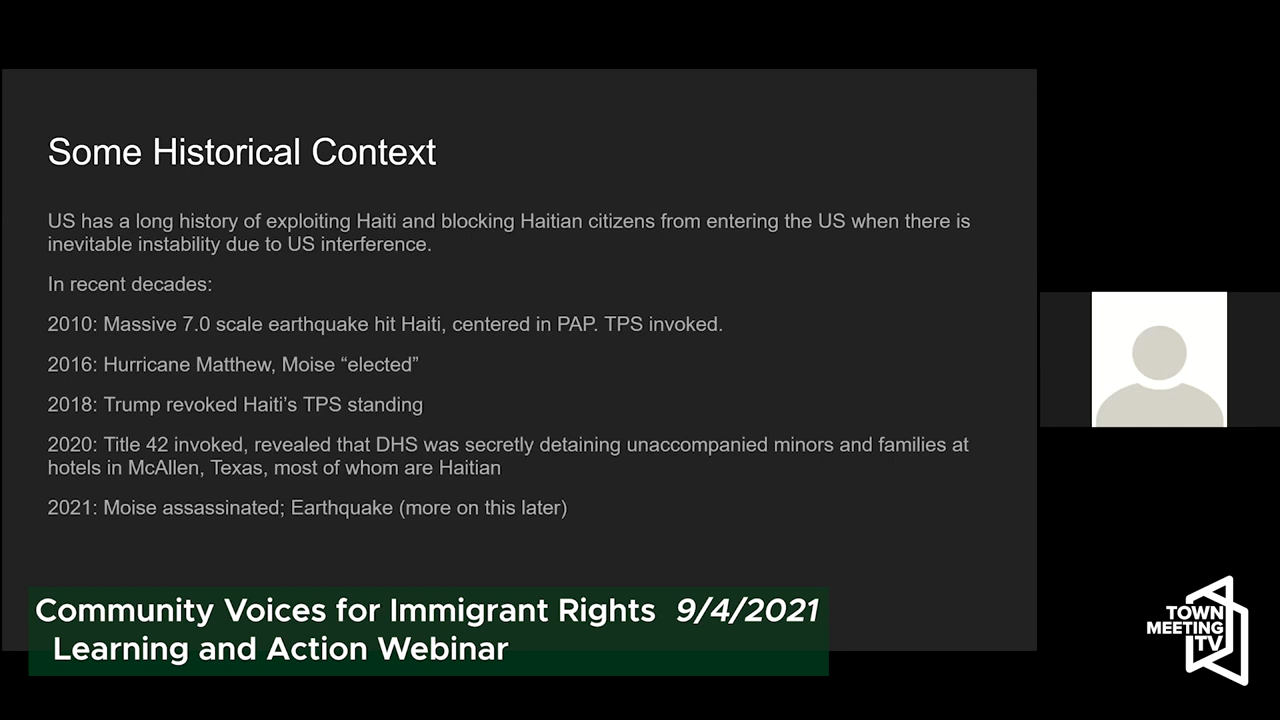 Some Historical Context
US has a long history of exploiting Haiti and blocking Haitian citizens from entering the US when there is
inevitable instability due to US interference.
In recent decades:
2010: Massive 7.0 scale earthquake hit Haiti, centered in PAP. TPS invoked.
2016: Hurricane Matthew, Moise “elected”
2018: Trump revoked Haiti’s TPS standing
2020: Title 42 invoked, revealed that DHS was secretly detaining unaccompanied minors and families at
hotels in McAllen, Texas, most of whom are Haitian
2021: Moise assassinated; Earthquake (more on this later)
Community Voices for Immigrant Rights 9/4/2021
Learning and Action Webinar
TOWN
MEETING
TV